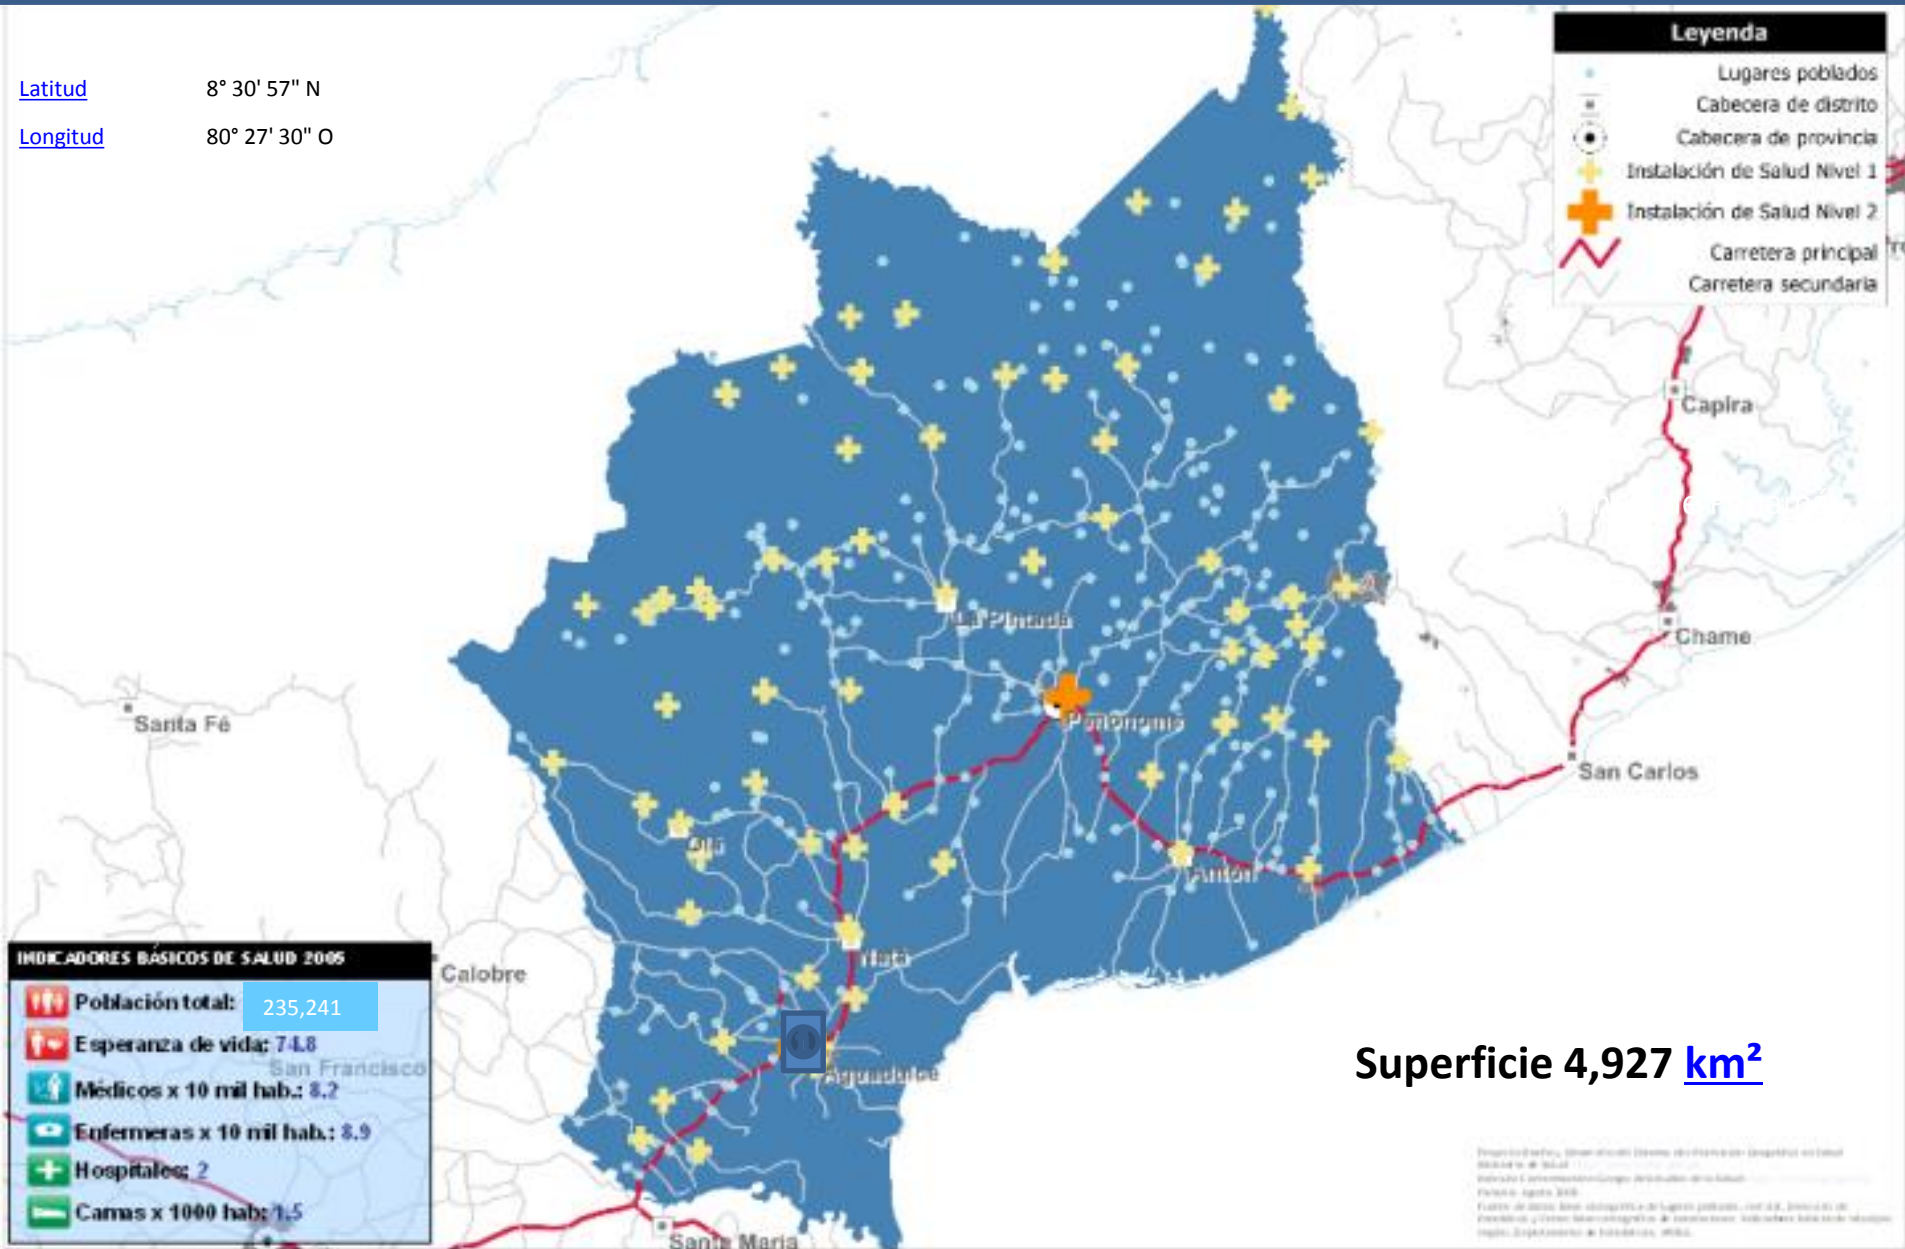 Latitud 8° 30' 57" N
Longitud 80° 27' 30" O
Leyenda
Lugares poblados
Cabecera de distrito
Cabecera de provincia
Instalación de Salud Nivel 1
Instalación de Salud Nivel 2
Carretera principal
Carretera secundaria
Capira
La Pintada
Chame
Santa Fé
Penonomé
San Carlos
Olá
Antón
Natá
Calobre
INDICADORES BÁSICOS DE SALUD 2005
Población total: 235,241
Esperanza de vida: 74.8
San Francisco
Médicos x 10 mil hab.: 8.2
Enfermeras x 10 mil hab.: 8.9
Hospitales: 2
Camas x 1000 hab: 1.5
Aguadulce
Superficie 4,927 km²
Santa María